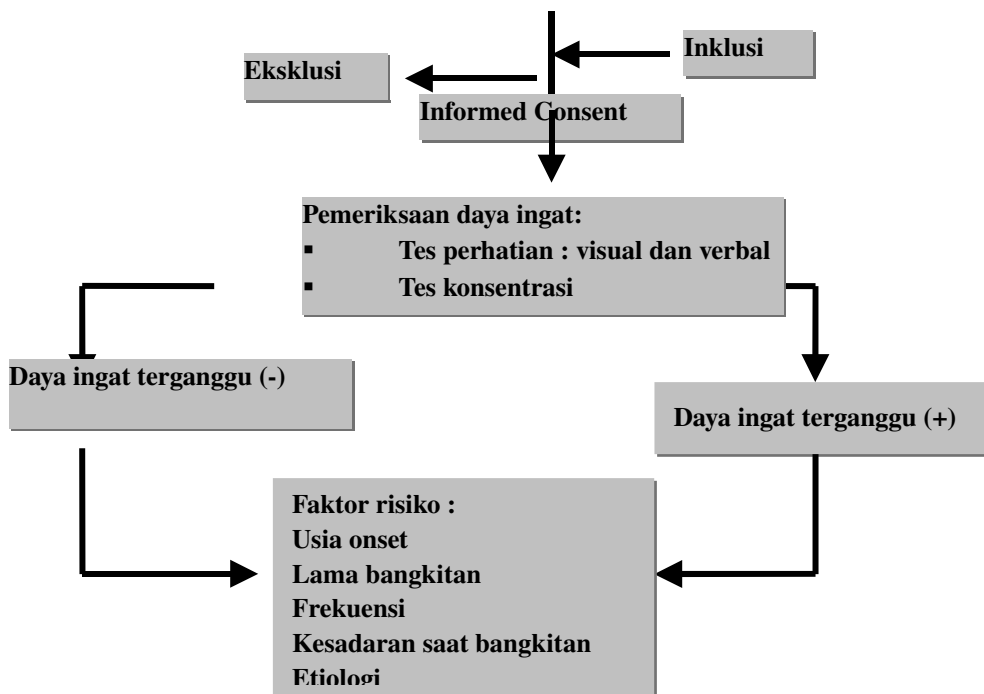 Inklusi
Eksklusi
Informed Consent
Pemeriksaan daya ingat:
▪ Tes perhatian : visual dan verbal
▪ Tes konsentrasi
Daya ingat terganggu (-)
Daya ingat terganggu (+)
Faktor risiko :
Usia onset
Lama bangkitan
Frekuensi
Kesadaran saat bangkitan
Etiologi